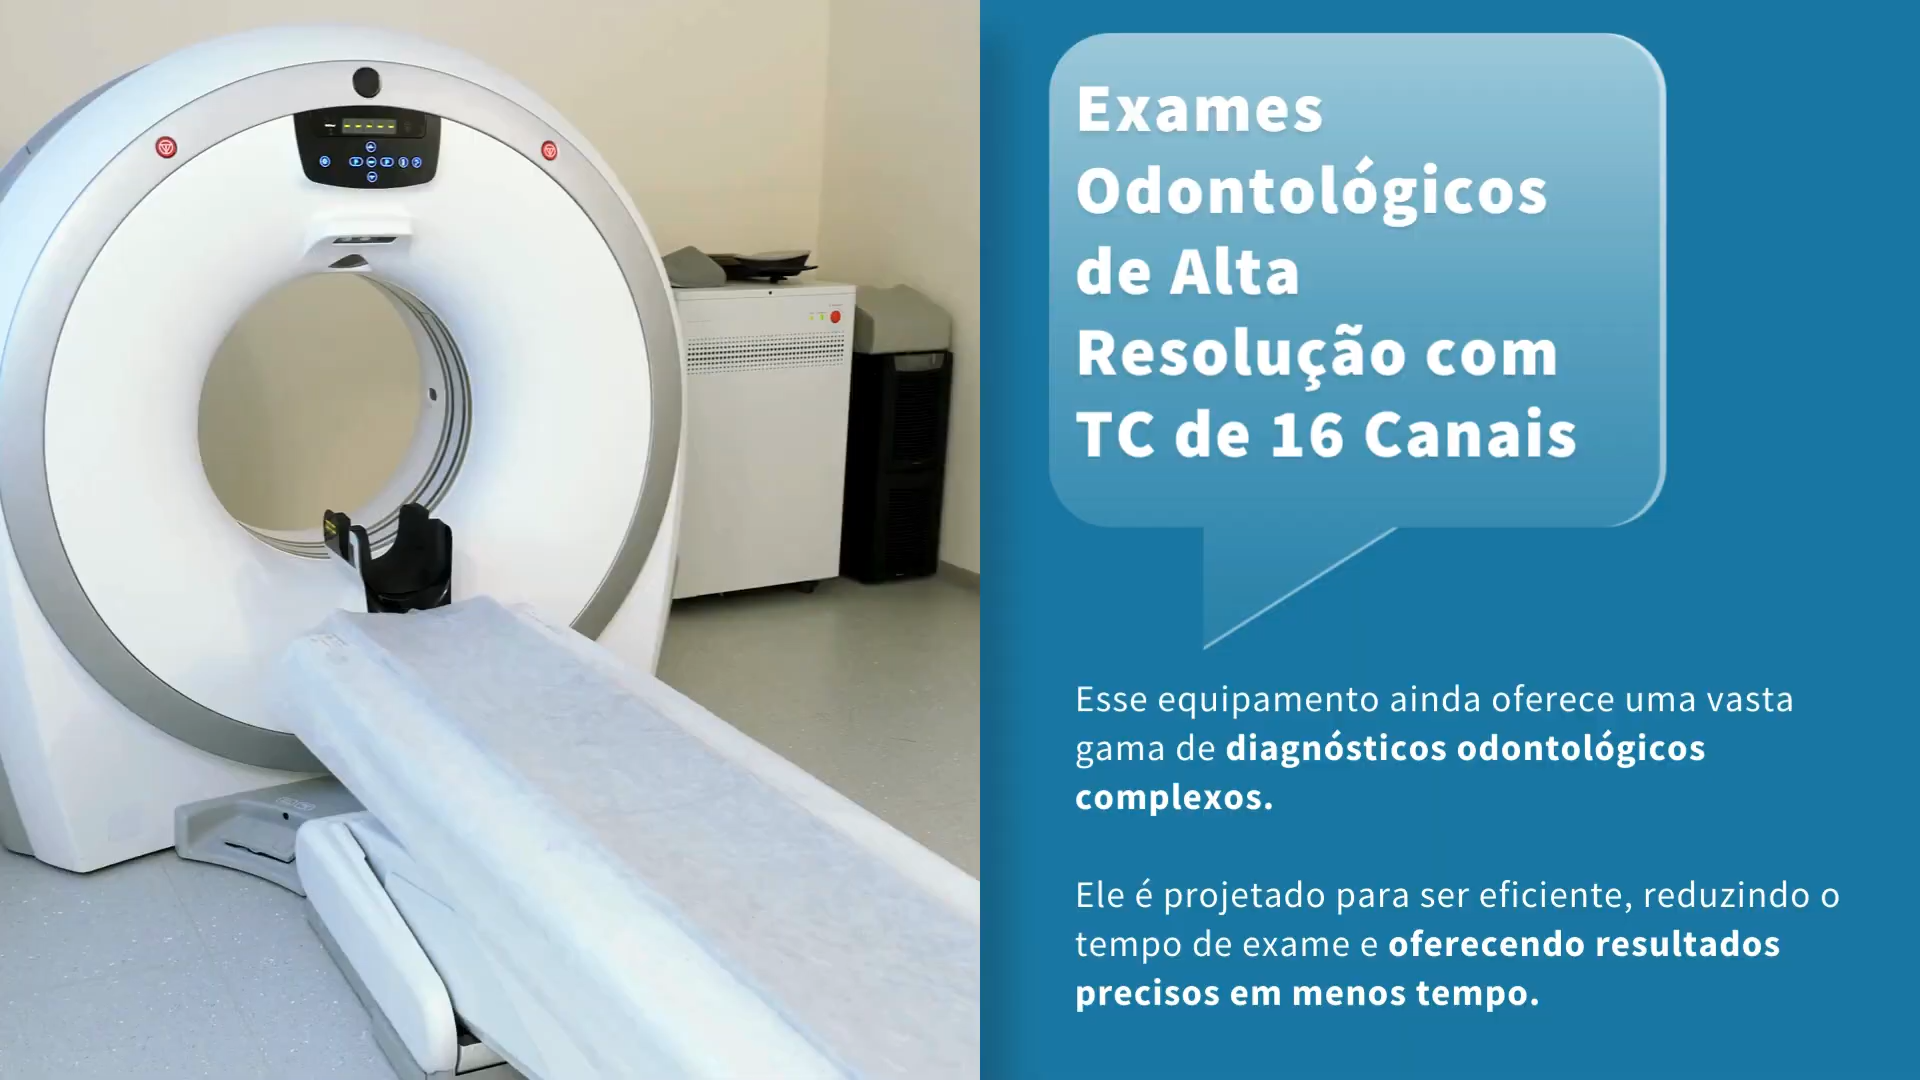 Exames
Odontológicos
de Alta
Resolução com
TC de 16 Canais
Esse equipamento ainda oferece uma vasta
gama de diagnósticos odontológicos
complexos.
Ele é projetado para ser eficiente, reduzindo o
tempo de exame e oferecendo resultados
precisos em menos tempo.